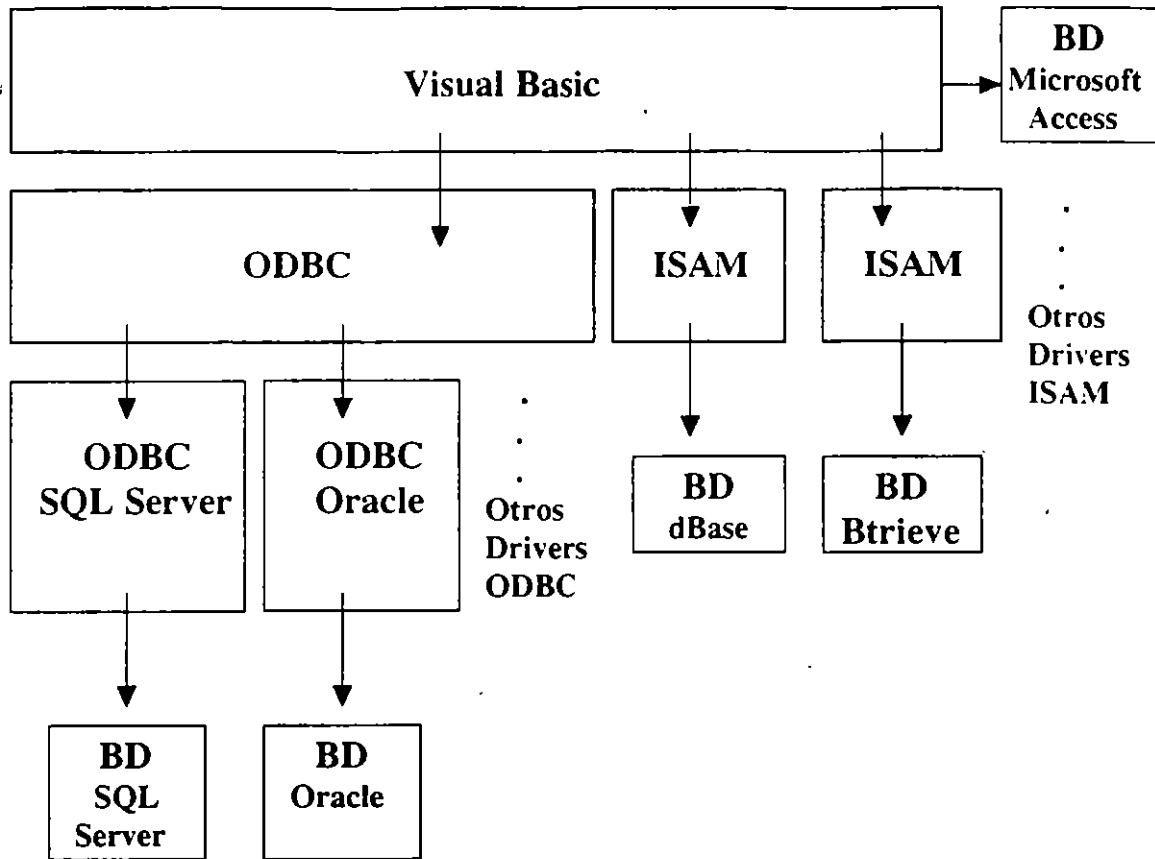 Visual Basic
BD
Microsoft
Access
ODBC
ISAM
ISAM
Otros
Drivers
ISAM
ODBC
SQL Server
ODBC
Oracle
Otros
Drivers
ODBC
BD
dBase
BD
Btrieve
BD
SQL
Server
BD
Oracle